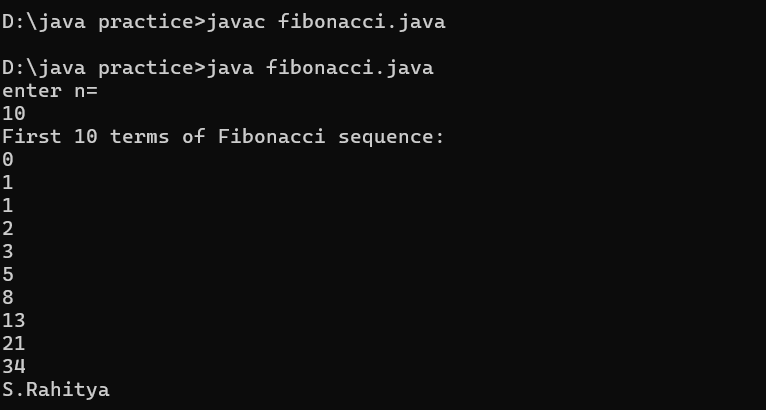 D:\java practice>javac fibonacci.java
D:\java practice>java fibonacci.java
enter n=
10
First 10 terms of Fibonacci sequence:
0
1
1
2
3
5
8
13
21
34
S.Rahitya